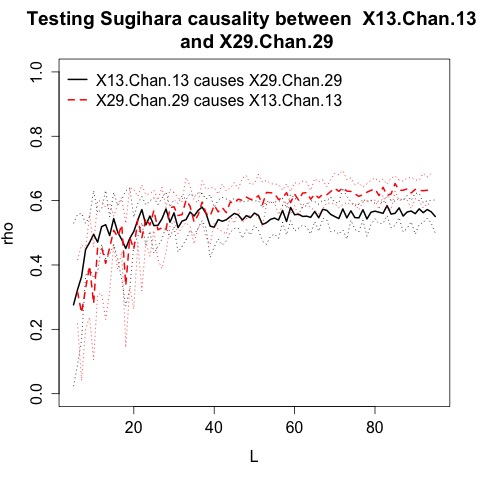 Testing Sugihara causality between X13.Chan.13
and X29.Chan.29
X13.Chan.13 causes X29.Chan.29
X29.Chan.29 causes X13.Chan.13
1.0
0.8
0.6
0.4
0.2
0.0
rho
20 40 60 80
L